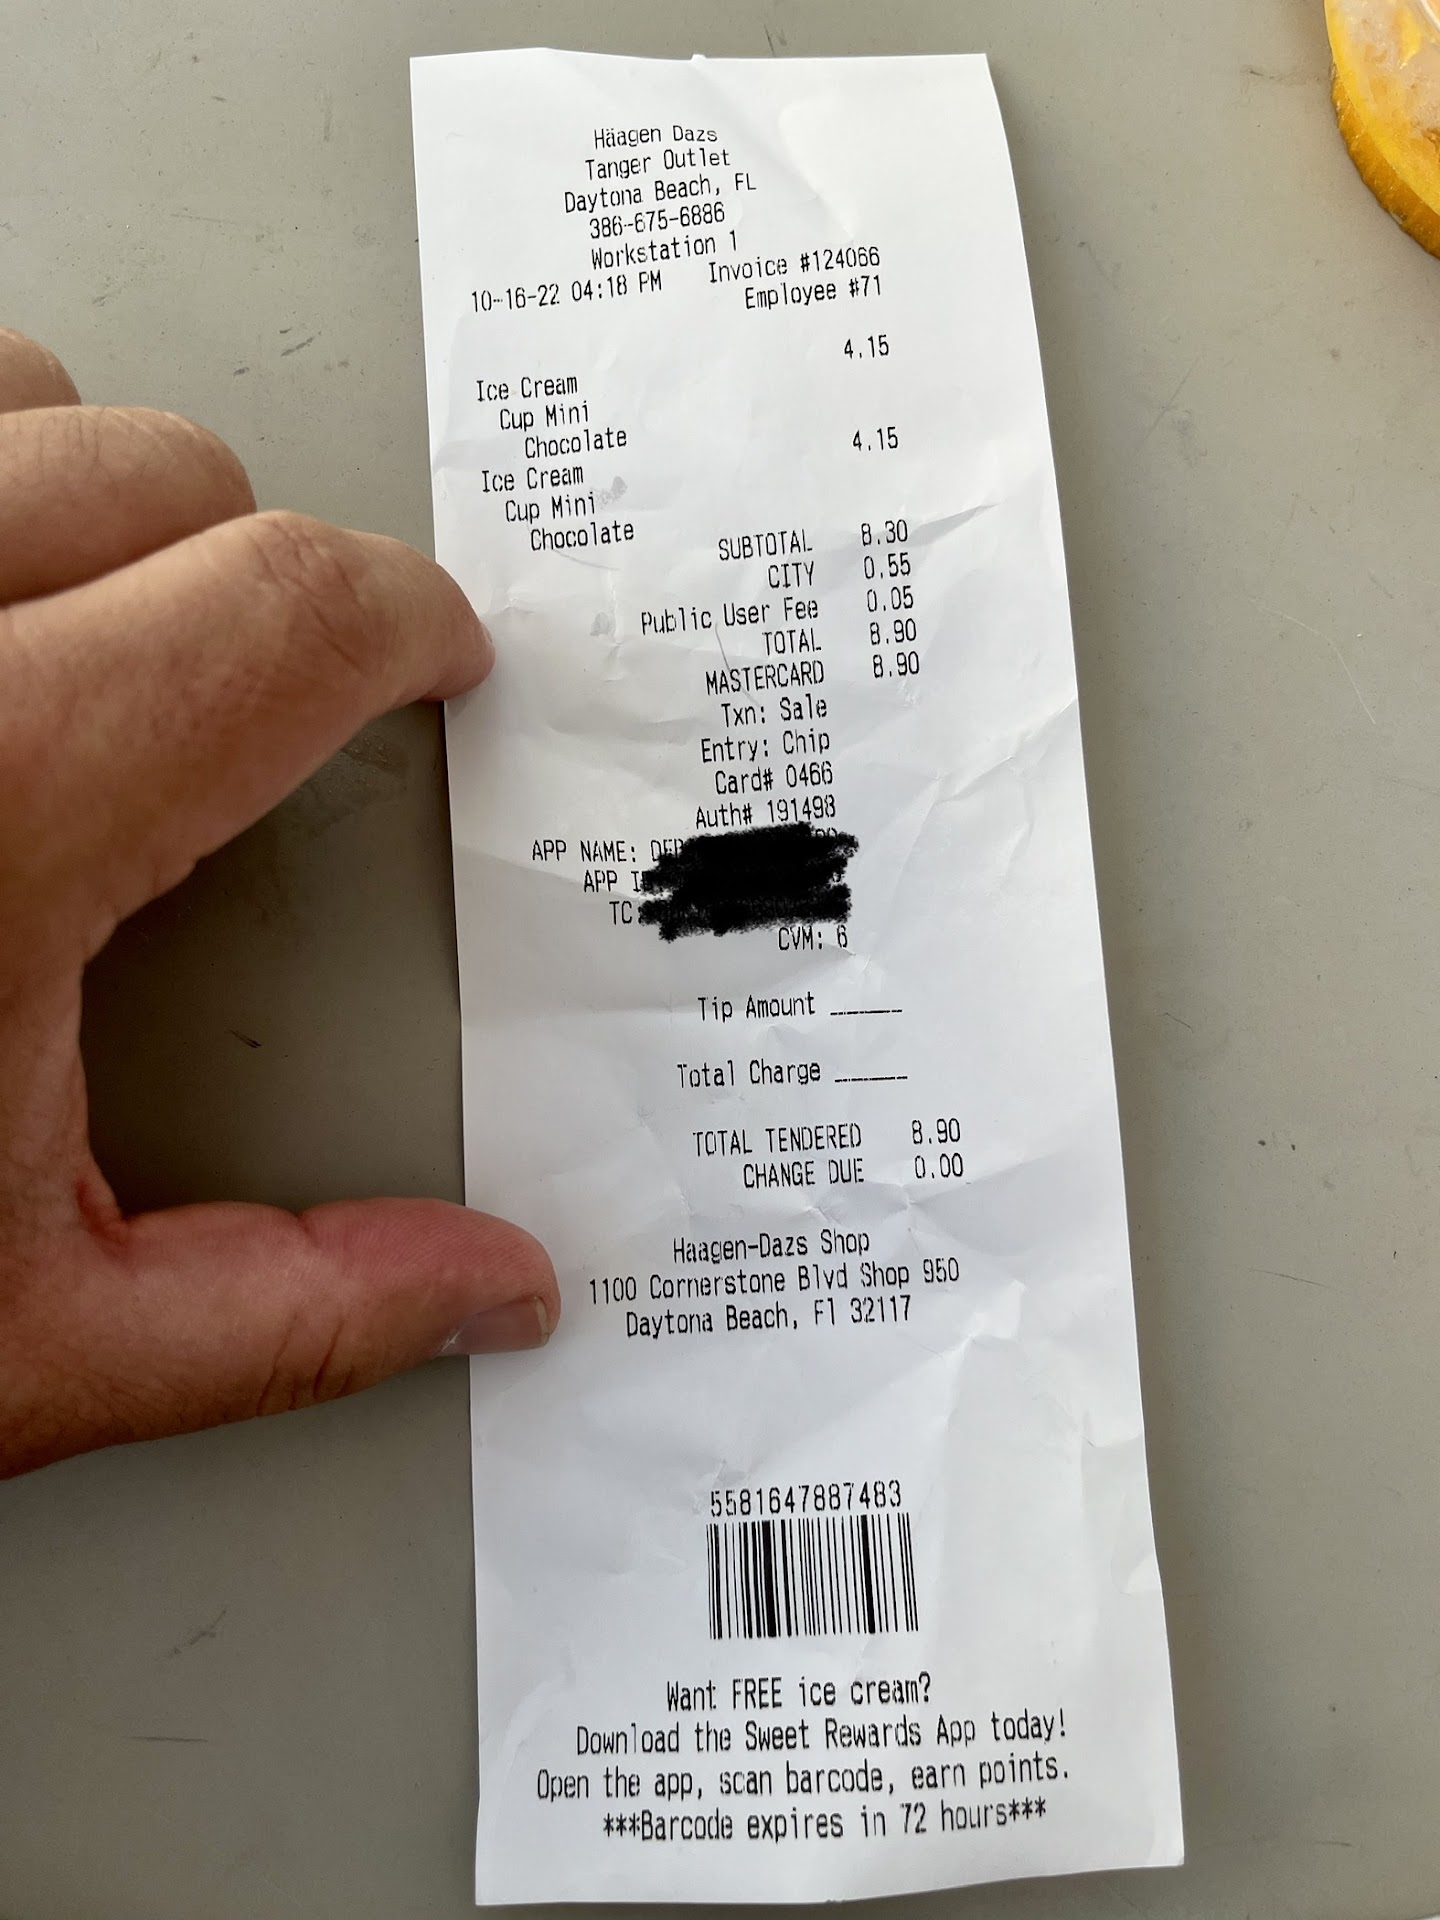 Häagen Dazs
Tanger Outlet
Daytona Beach, FL
386-675-6886
Workstation 1
10-16-22 04:18 PM Invoice #124066
Employee #71
4.15
Ice Cream
Cup Mini
Chocolate
4.15
Ice Cream
Cup Mini
Chocolate
SUBTOTAL 8.30
CITY 0.55
Public User Fee 0.05
TOTAL 8.90
MASTERCARD 8.90
Txn: Sale
Entry: Chip
Card# 0466
Auth# 191498
APP NAME:
APP
TC
CVM: 6
Tip Amount ______
Total Charge ______
TOTAL TENDERED 8.90
CHANGE DUE 0.00
Haagen-Dazs Shop
1100 Cornerstone Blvd Shop 950
Daytona Beach, Fl 32117
5581647887483
Want FREE ice cream?
Download the Sweet Rewards App today!
Open the app, scan barcode, earn points.
***Barcode expires in 72 hours***